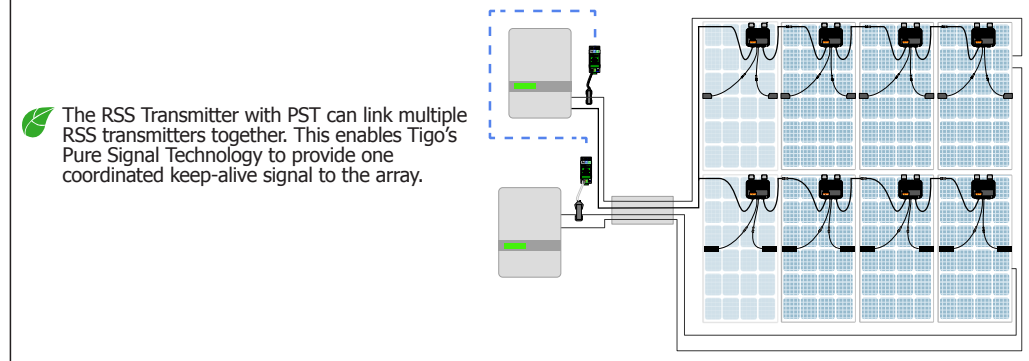 The RSS Transmitter with PST can link multiple
RSS transmitters together. This enables Tigo's
Pure Signal Technology to provide one
coordinated keep-alive signal to the array.